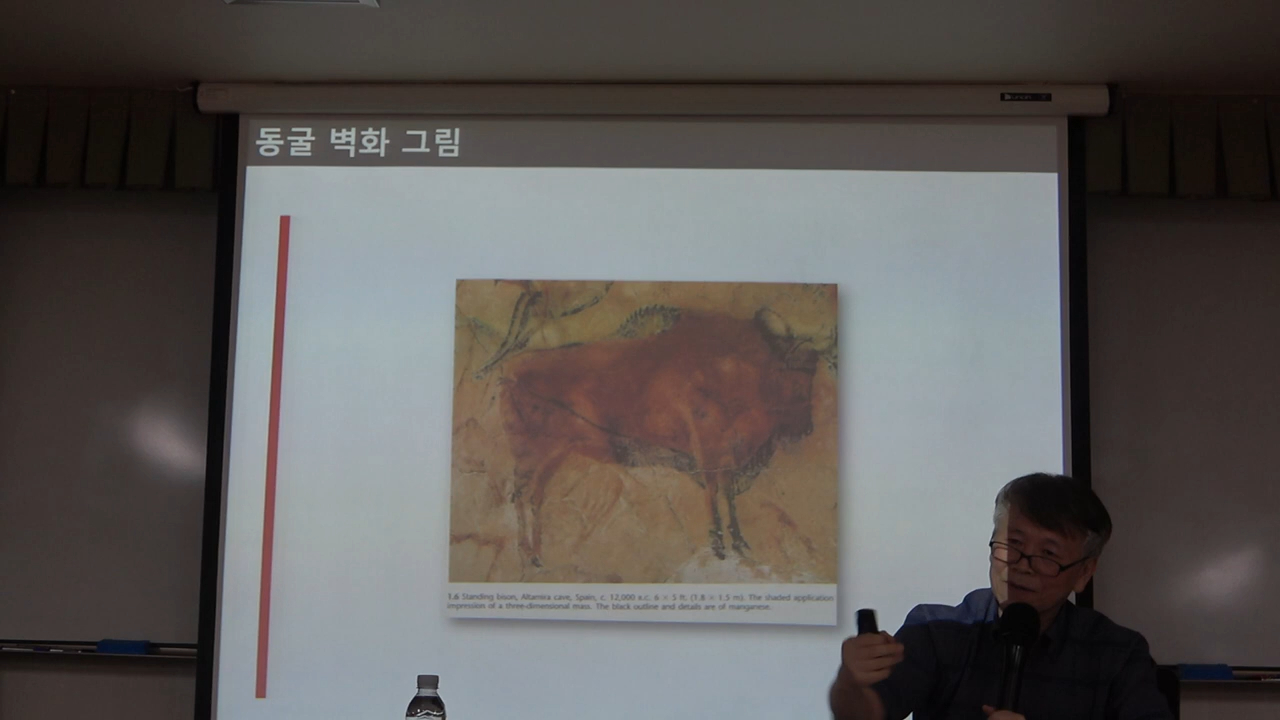 동굴 벽화 그림
1.6 Standing bison, Altamira cave, Spain, c. 12,000 B.C. 6 × 5 ft. (1.8 × 1.5 m). The shaded application
impression of a three-dimensional mass. The black outline and details are of manganese.